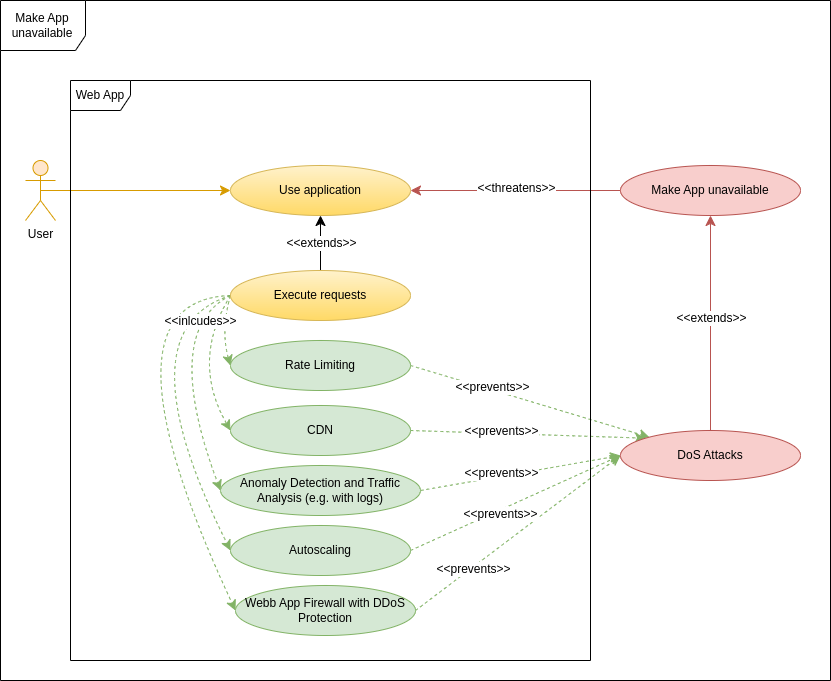 Make App
unavailable
Web App
Use application
<<threatens>>
Make App unavailable
User
<<extends>>
Execute requests
<<inlcudes>>
<<extends>>
Rate Limiting
<<prevents>>
CDN
<<prevents>>
DoS Attacks
Anomaly Detection and Traffic
Analysis (e.g. with logs)
<<prevents>>
Autoscaling
<<prevents>>
<<prevents>>
Webb App Firewall with DDoS
Protection